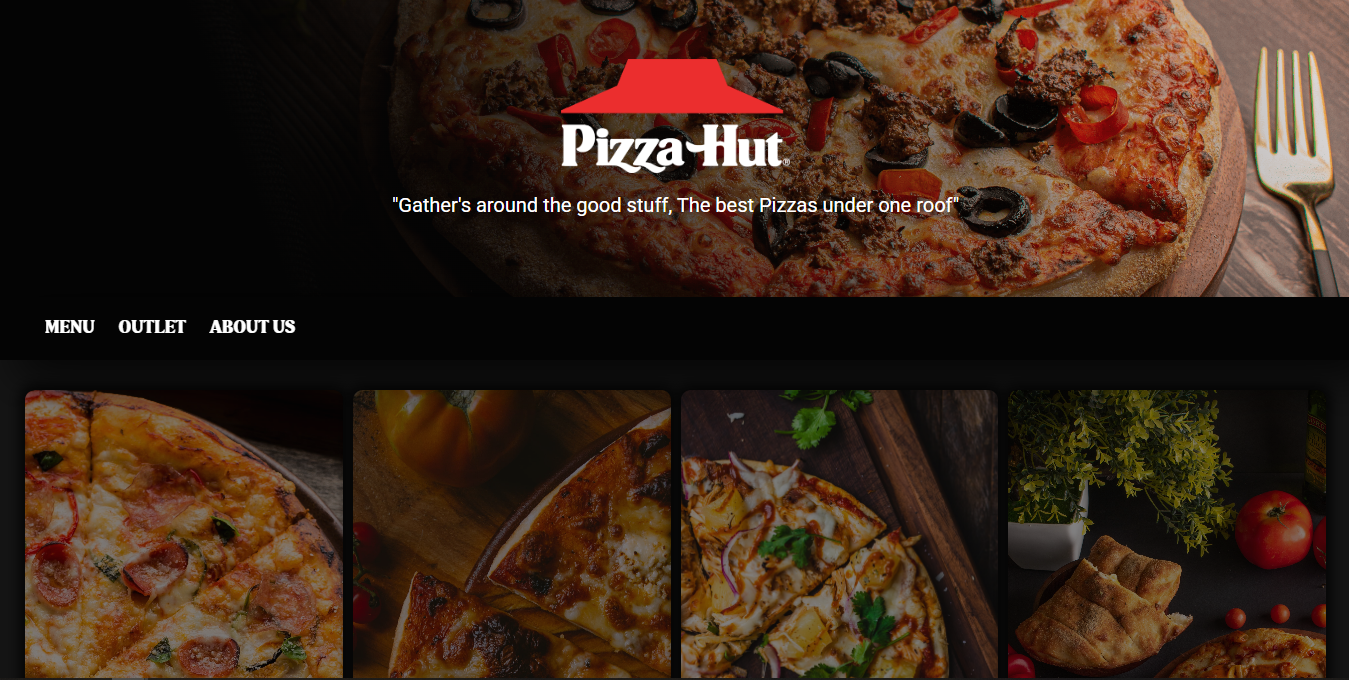 Pizza Hut®
"Gather's around the good stuff, The best Pizzas under one roof"
MENU OUTLET ABOUT US